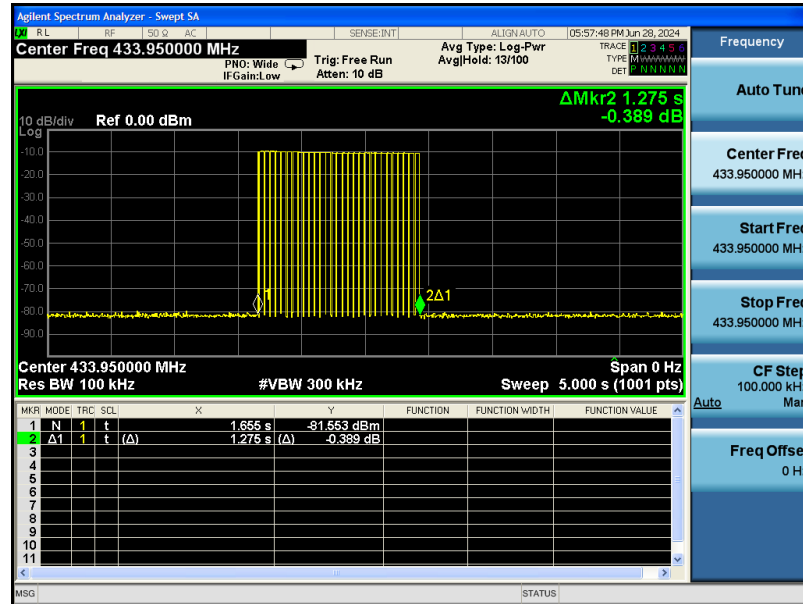 Agilent Spectrum Analyzer - Swept SA
LXI RL RF 50 Ω AC SENSE:INT ALIGN AUTO 05:57:48 PM Jun 28, 2024
Center Freq 433.950000 MHz
PNO: Wide
IFGain:Low
Trig: Free Run
Atten: 10 dB
Avg Type: Log-Pwr
Avg|Hold: 13/100
TRACE 1 2 3 4 5 6
TYPE M
DET P N N N N N
ΔMkr2 1.275 s
-0.389 dB
10 dB/div Ref 0.00 dBm
Log
-10.0
-20.0
-30.0
-40.0
-50.0
-60.0
-70.0
-80.0
-90.0
1
2Δ1
Center 433.950000 MHz Span 0 Hz
Res BW 100 kHz #VBW 300 kHz Sweep 5.000 s (1001 pts)
MKR MODE TRC SCL X Y FUNCTION FUNCTION WIDTH FUNCTION VALUE
1 N 1 t 1.655 s -81.553 dBm
2 Δ1 1 t (Δ) 1.275 s (Δ) -0.389 dB
3
4
5
6
7
8
9
10
11
MSG STATUS
Frequency
Auto Tune
Center Freq
433.950000 MHz
Start Freq
433.950000 MHz
Stop Freq
433.950000 MHz
CF Step
100.000 kHz
Auto Man
Freq Offset
0 Hz